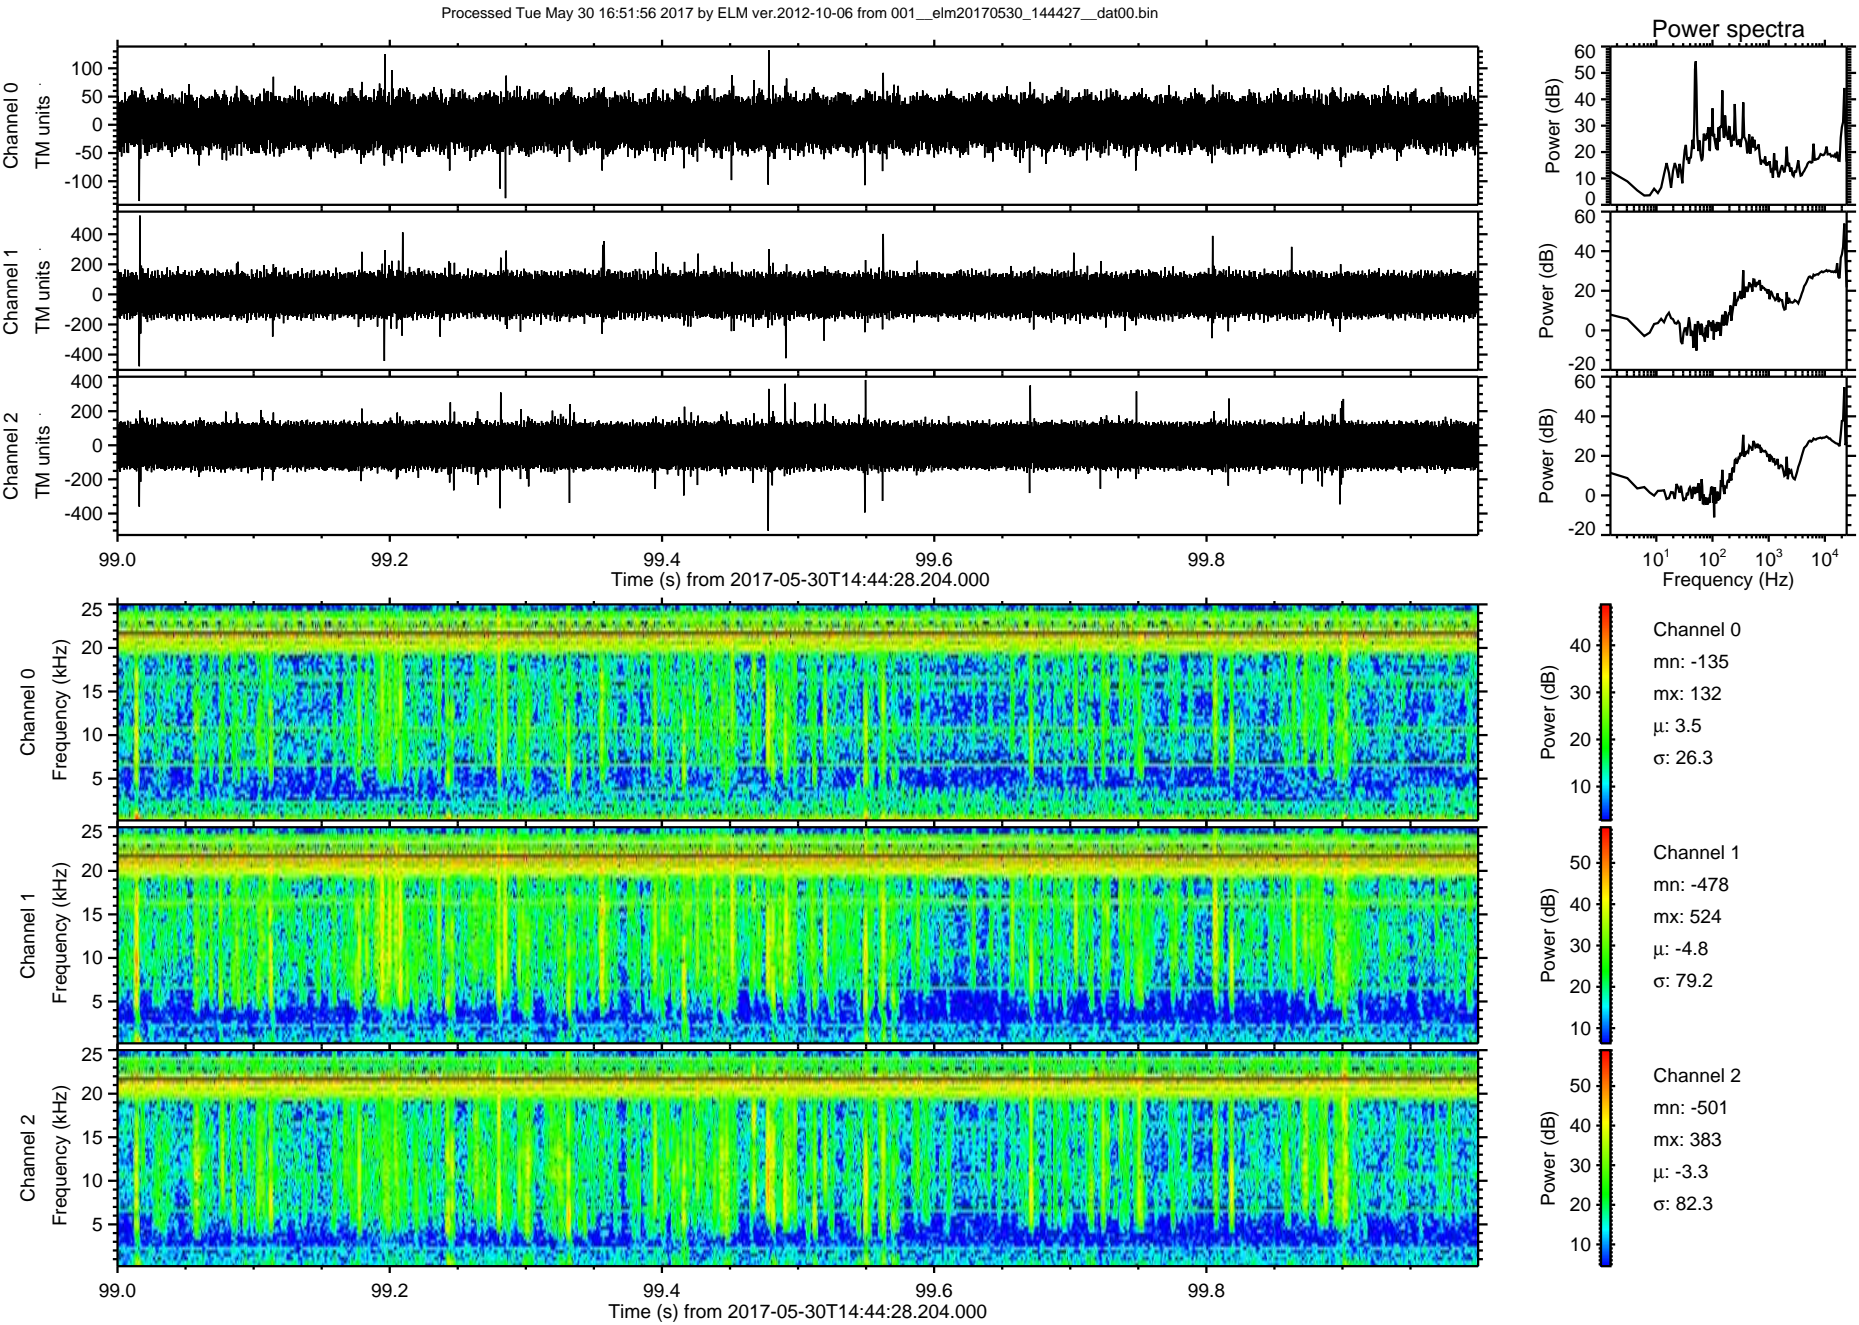 Processed Tue May 30 16:51:56 2017 by ELM ver.2012-10-06 from 001__elm20170530_144427__dat00.bin
Power spectra
Channel 0
TM units
100
50
0
-50
-100
Power (dB)
60
50
40
30
20
10
0
Channel 1
TM units
400
200
0
-200
-400
Power (dB)
60
40
20
0
-20
Channel 2
TM units
400
200
0
-200
-400
Power (dB)
60
40
20
0
-20
99.0 99.2 99.4 99.6 99.8
Time (s) from 2017-05-30T14:44:28.204.000
10^1 10^2 10^3 10^4
Frequency (Hz)
Channel 0
Frequency (kHz)
25
20
15
10
5
Power (dB)
40
30
20
10
Channel 0
mn: -135
mx: 132
μ: 3.5
σ: 26.3
Channel 1
Frequency (kHz)
25
20
15
10
5
Power (dB)
50
40
30
20
10
Channel 1
mn: -478
mx: 524
μ: -4.8
σ: 79.2
Channel 2
Frequency (kHz)
25
20
15
10
5
Power (dB)
50
40
30
20
10
Channel 2
mn: -501
mx: 383
μ: -3.3
σ: 82.3
99.0 99.2 99.4 99.6 99.8
Time (s) from 2017-05-30T14:44:28.204.000